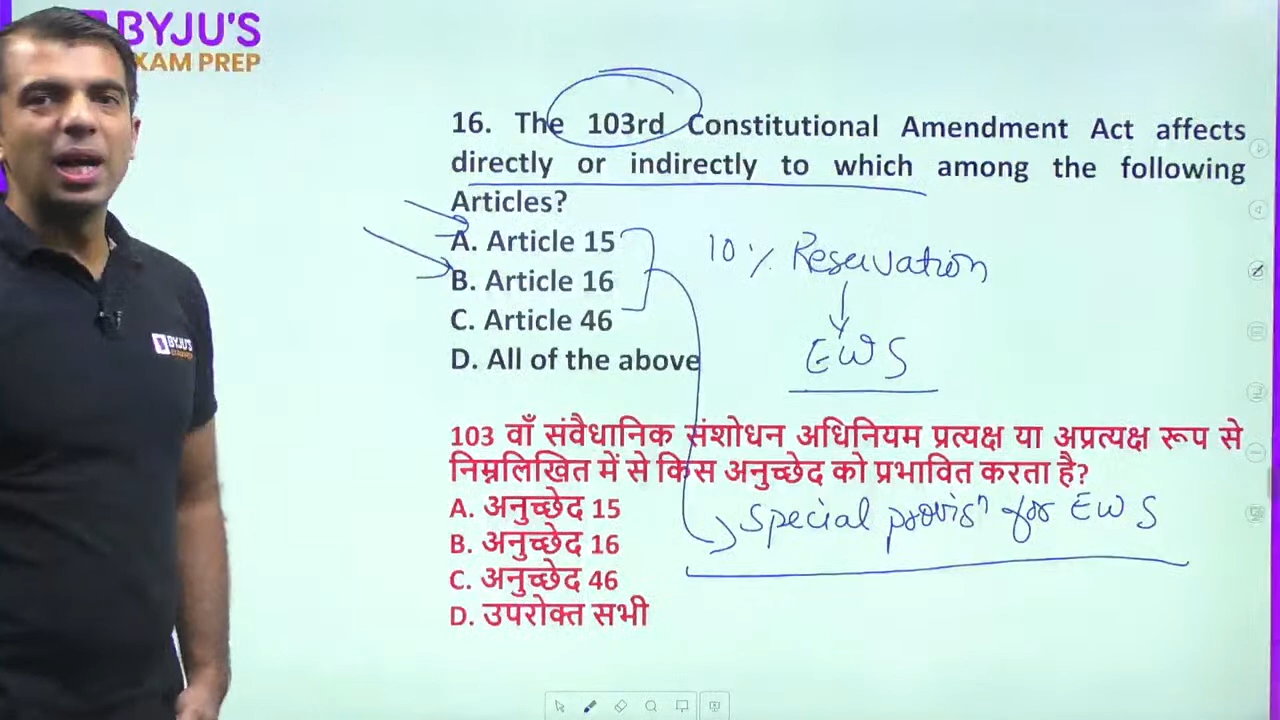 BYJU'S
EXAM PREP
16. The 103rd Constitutional Amendment Act affects
directly or indirectly to which among the following
Articles?
A. Article 15
B. Article 16
C. Article 46
D. All of the above
10% Reservation
EWS
103 वाँ संवैधानिक संशोधन अधिनियम प्रत्यक्ष या अप्रत्यक्ष रूप से
निम्नलिखित में से किस अनुच्छेद को प्रभावित करता है?
A. अनुच्छेद 15
B. अनुच्छेद 16
C. अनुच्छेद 46
D. उपरोक्त सभी
Special provisn for EWS
BYJU'S